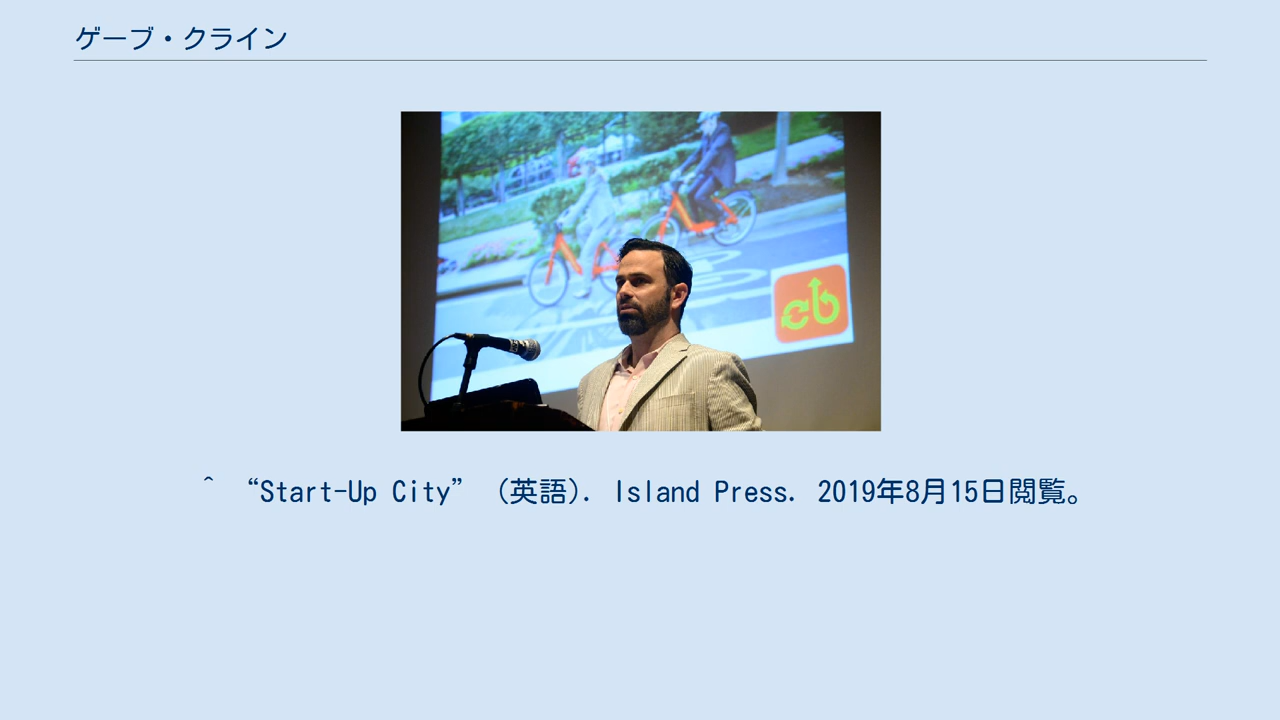 ゲーブ・クライン
cb
^ “Start-Up City” (英語). Island Press. 2019年8月15日閲覧。